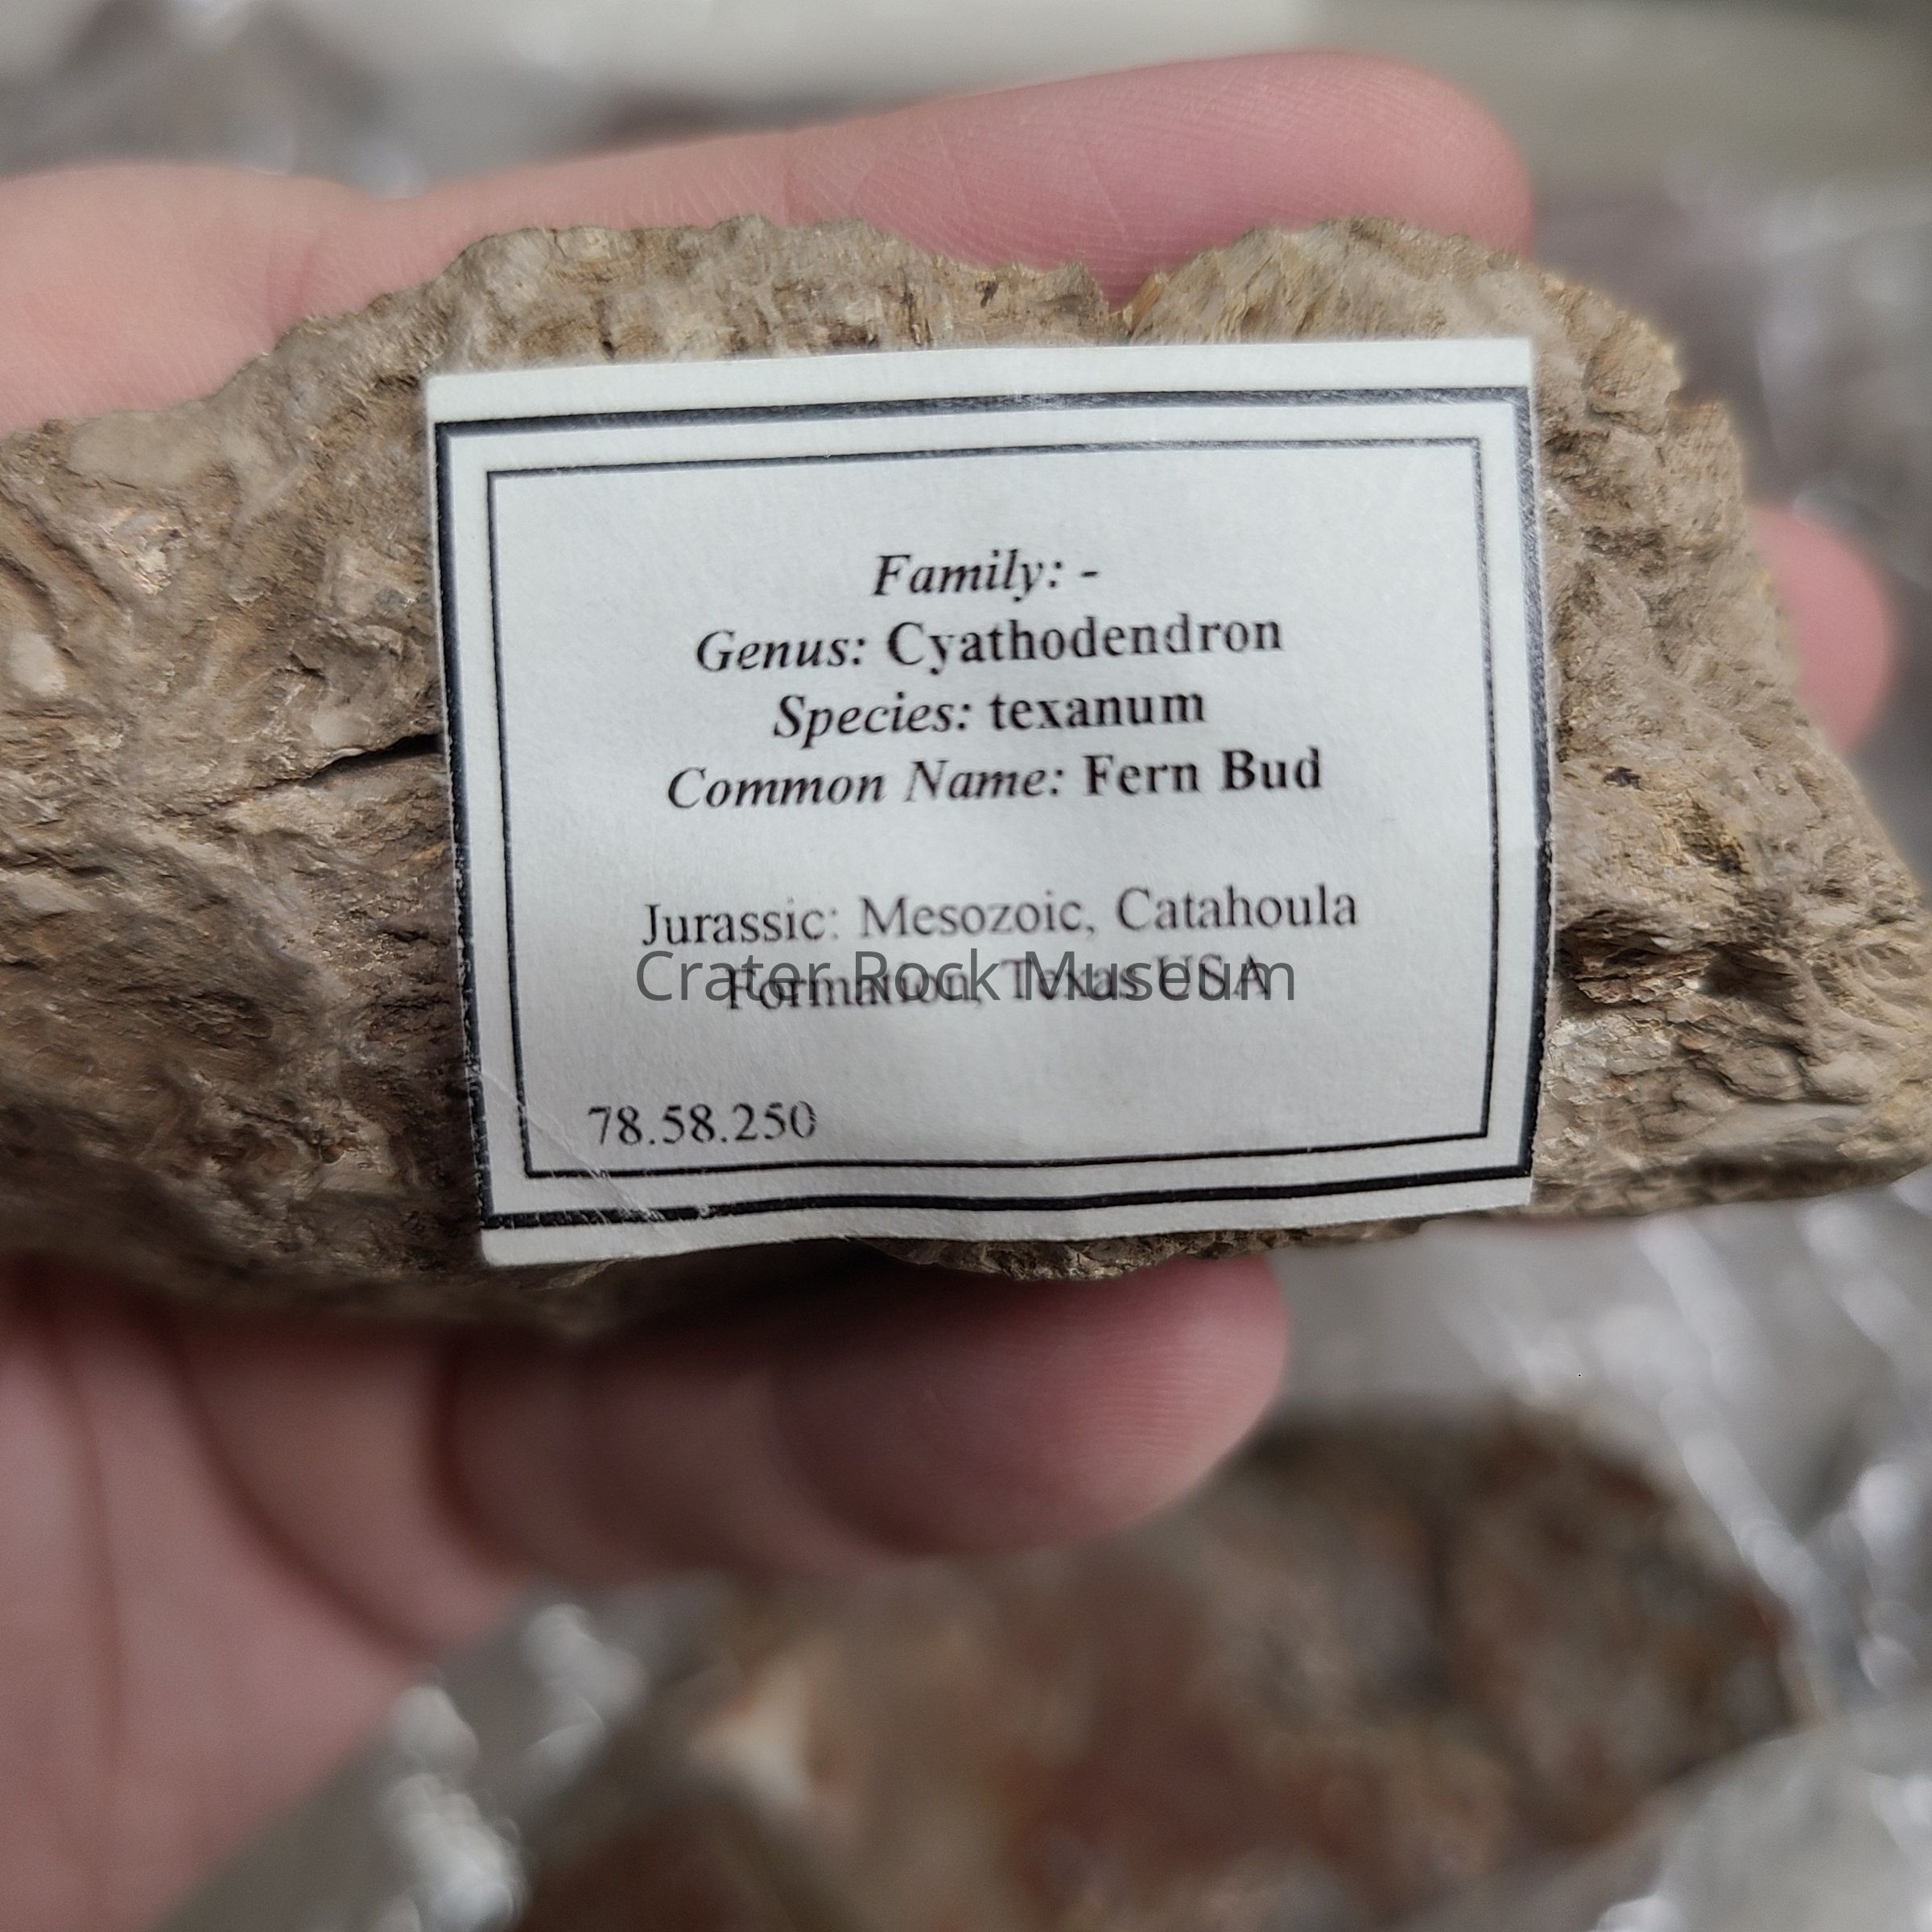 Family: -
Genus: Cyathodendron
Species: texanum
Common Name: Fern Bud
Jurassic: Mesozoic, Catahoula
Formation, Texas USA
Crater Rock Museum
78.58.250